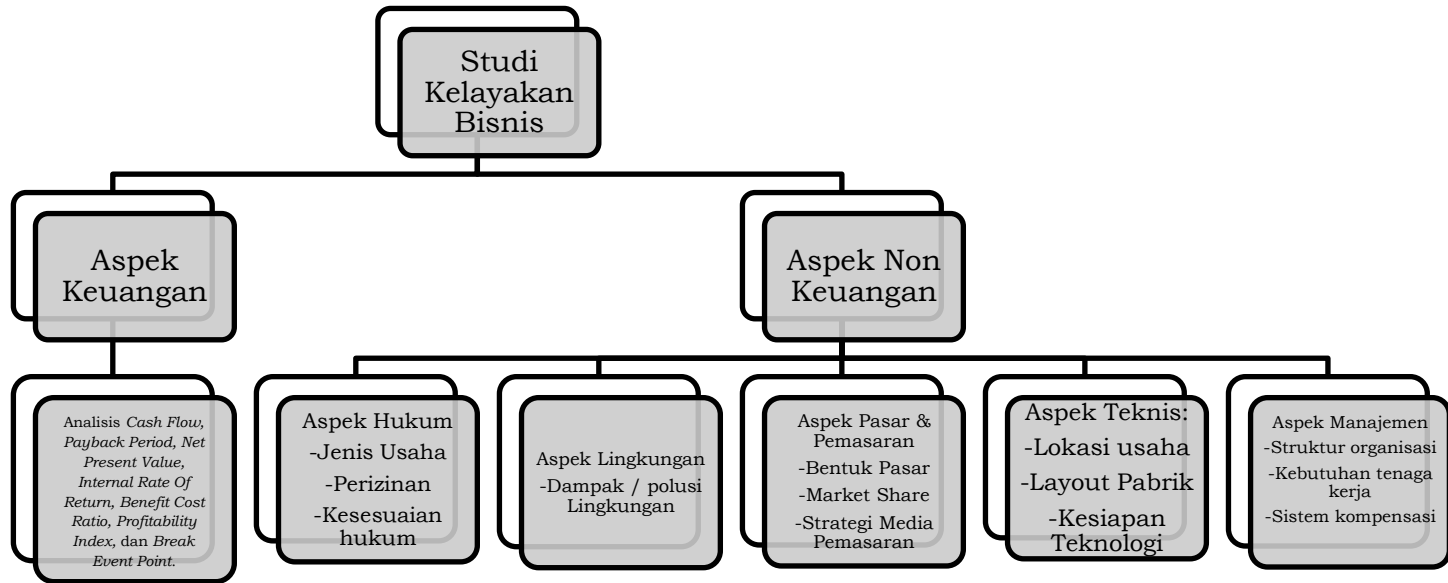 Studi
Kelayakan
Bisnis
Aspek
Keuangan
Aspek Non
Keuangan
Analisis Cash Flow,
Payback Period, Net
Present Value,
Internal Rate Of
Return, Benefit Cost
Ratio, Profitability
Index, dan Break
Event Point.
Aspek Hukum
-Jenis Usaha
-Perizinan
-Kesesuaian
hukum
Aspek Lingkungan
-Dampak / polusi
Lingkungan
Aspek Pasar &
Pemasaran
-Bentuk Pasar
-Market Share
-Strategi Media
Pemasaran
Aspek Teknis:
-Lokasi usaha
-Layout Pabrik
-Kesiapan
Teknologi
Aspek Manajemen
-Struktur organisasi
-Kebutuhan tenaga
kerja
-Sistem kompensasi